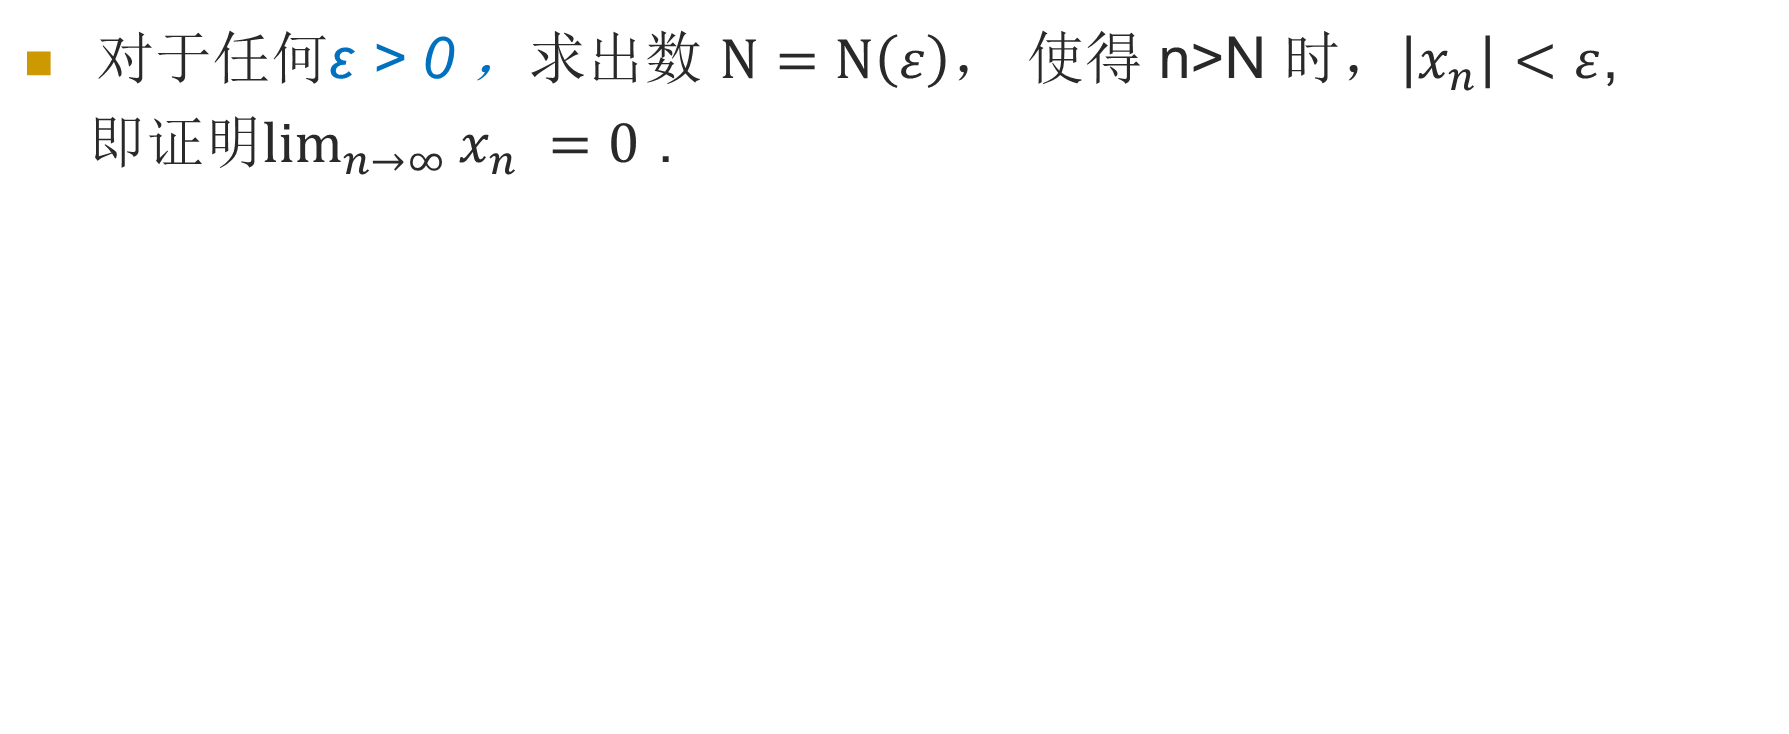 对于任何ε > 0 ，求出数 N = N(ε)， 使得 n>N 时，|xₙ| < ε,
即证明limₙ→∞ xₙ = 0 .